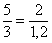 5/3 = 2/1,2